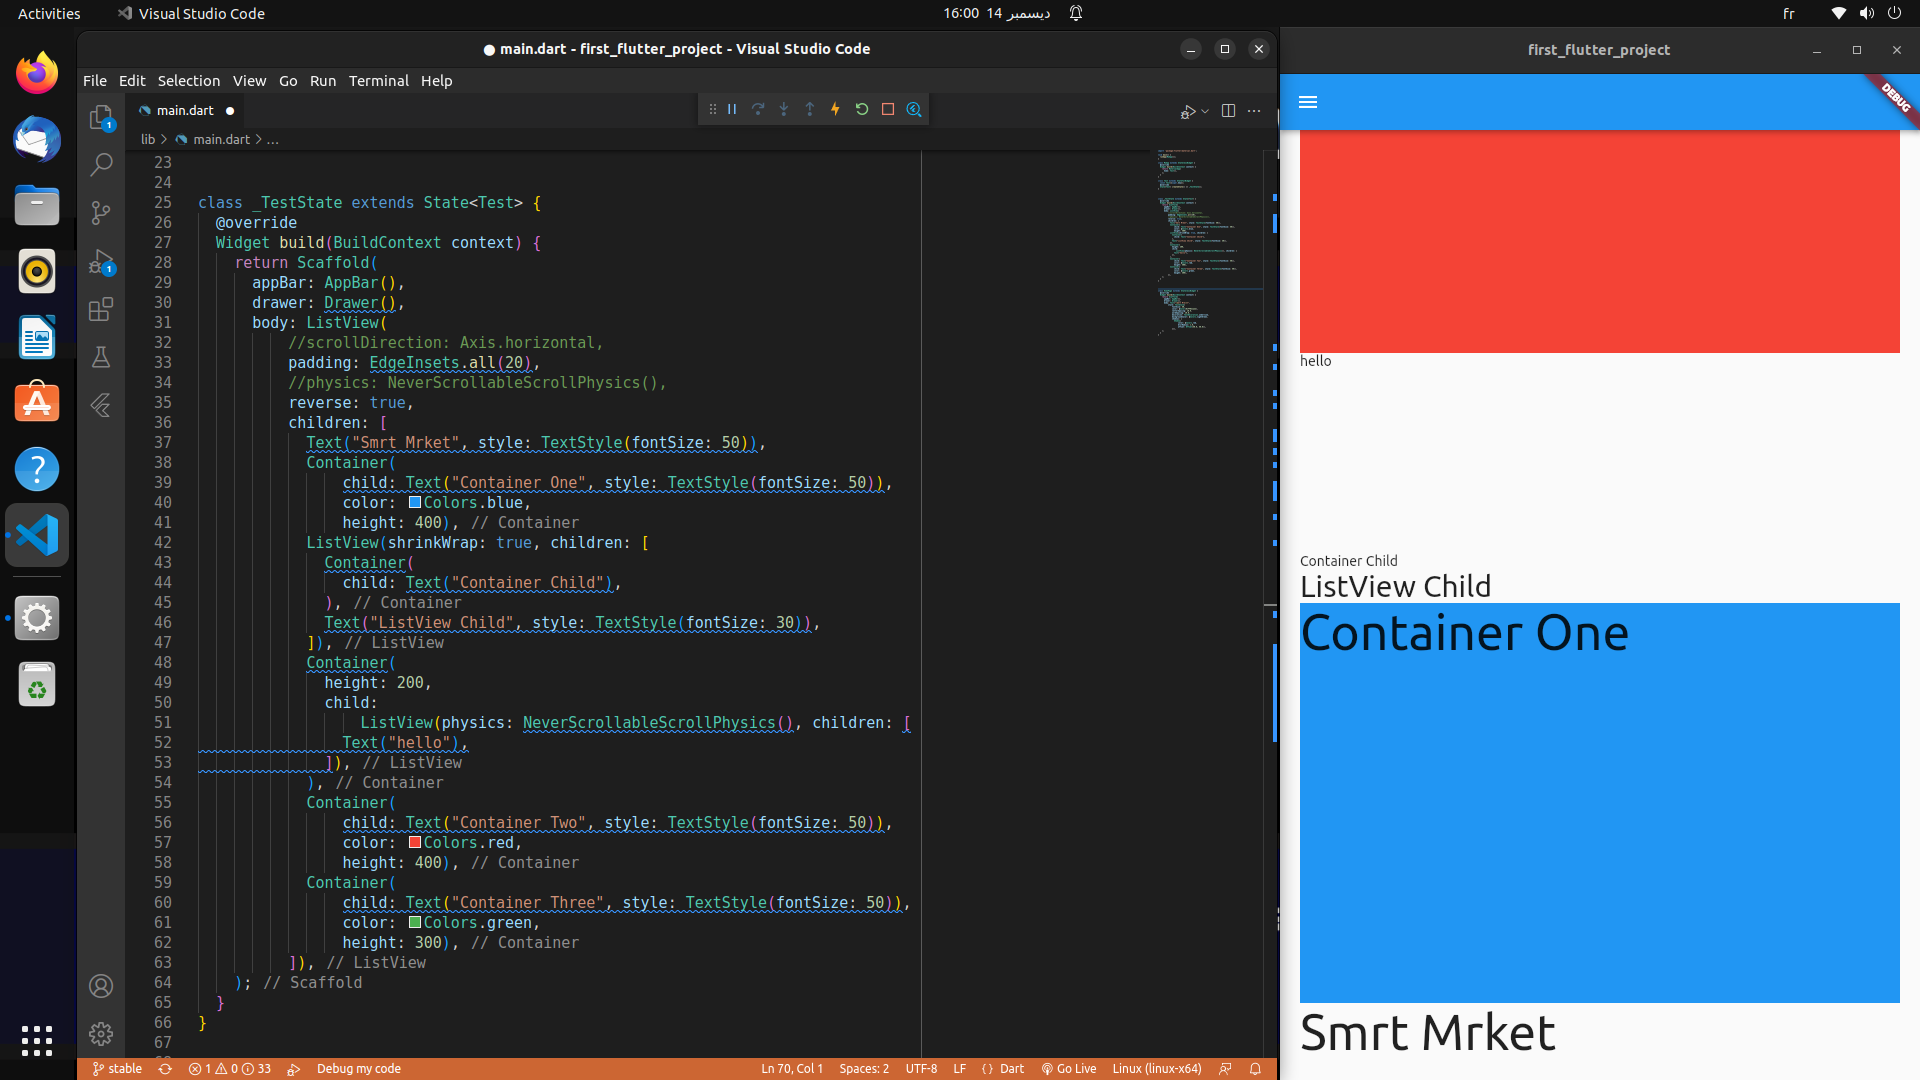 Activities
Visual Studio Code
16:00 14 ديسمبر
fr
● main.dart - first_flutter_project - Visual Studio Code
File Edit Selection View Go Run Terminal Help
main.dart
lib > main.dart > ...
23
24
25 class _TestState extends State<Test> {
26 @override
27 Widget build(BuildContext context) {
28 return Scaffold(
29 appBar: AppBar(),
30 drawer: Drawer(),
31 body: ListView(
32 //scrollDirection: Axis.horizontal,
33 padding: EdgeInsets.all(20),
34 //physics: NeverScrollableScrollPhysics(),
35 reverse: true,
36 children: [
37 Text("Smrt Mrket", style: TextStyle(fontSize: 50)),
38 Container(
39 child: Text("Container One", style: TextStyle(fontSize: 50)),
40 color: Colors.blue,
41 height: 400), // Container
42 ListView(shrinkWrap: true, children: [
43 Container(
44 child: Text("Container Child"),
45 ), // Container
46 Text("ListView Child", style: TextStyle(fontSize: 30)),
47 ]), // ListView
48 Container(
49 height: 200,
50 child:
51 ListView(physics: NeverScrollableScrollPhysics(), children: [
52 Text("hello"),
53 ]), // ListView
54 ), // Container
55 Container(
56 child: Text("Container Two", style: TextStyle(fontSize: 50)),
57 color: Colors.red,
58 height: 400), // Container
59 Container(
60 child: Text("Container Three", style: TextStyle(fontSize: 50)),
61 color: Colors.green,
62 height: 300), // Container
63 ]), // ListView
64 ); // Scaffold
65 }
66 }
67
1
1
stable 1 0 33 Debug my code
Ln 70, Col 1 Spaces: 2 UTF-8 LF {} Dart Go Live Linux (linux-x64)
first_flutter_project
DEBUG
hello
Container Child
ListView Child
Container One
Smrt Mrket